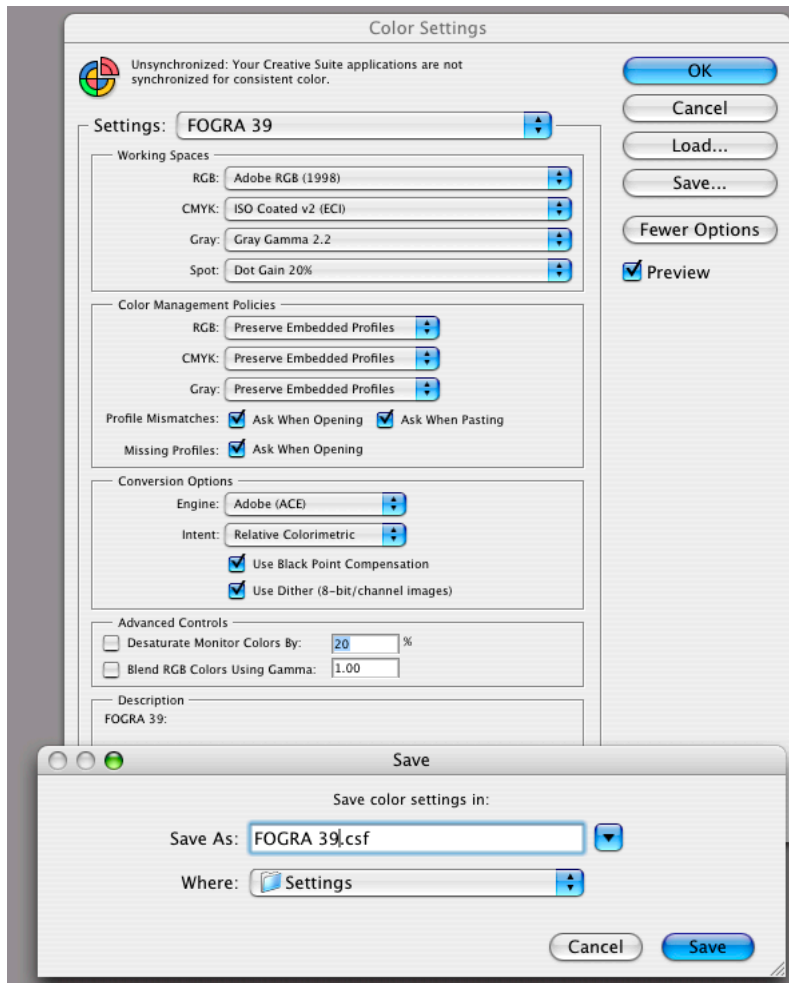 Color Settings
Unsynchronized: Your Creative Suite applications are not
synchronized for consistent color.
OK
Cancel
Load...
Save...
Fewer Options
Preview
Settings: FOGRA 39
Working Spaces
RGB: Adobe RGB (1998)
CMYK: ISO Coated v2 (ECI)
Gray: Gray Gamma 2.2
Spot: Dot Gain 20%
Color Management Policies
RGB: Preserve Embedded Profiles
CMYK: Preserve Embedded Profiles
Gray: Preserve Embedded Profiles
Profile Mismatches: Ask When Opening Ask When Pasting
Missing Profiles: Ask When Opening
Conversion Options
Engine: Adobe (ACE)
Intent: Relative Colorimetric
Use Black Point Compensation
Use Dither (8-bit/channel images)
Advanced Controls
Desaturate Monitor Colors By: 20 %
Blend RGB Colors Using Gamma: 1.00
Description
FOGRA 39:
Save
Save color settings in:
Save As: FOGRA 39.csf
Where: Settings
Cancel Save